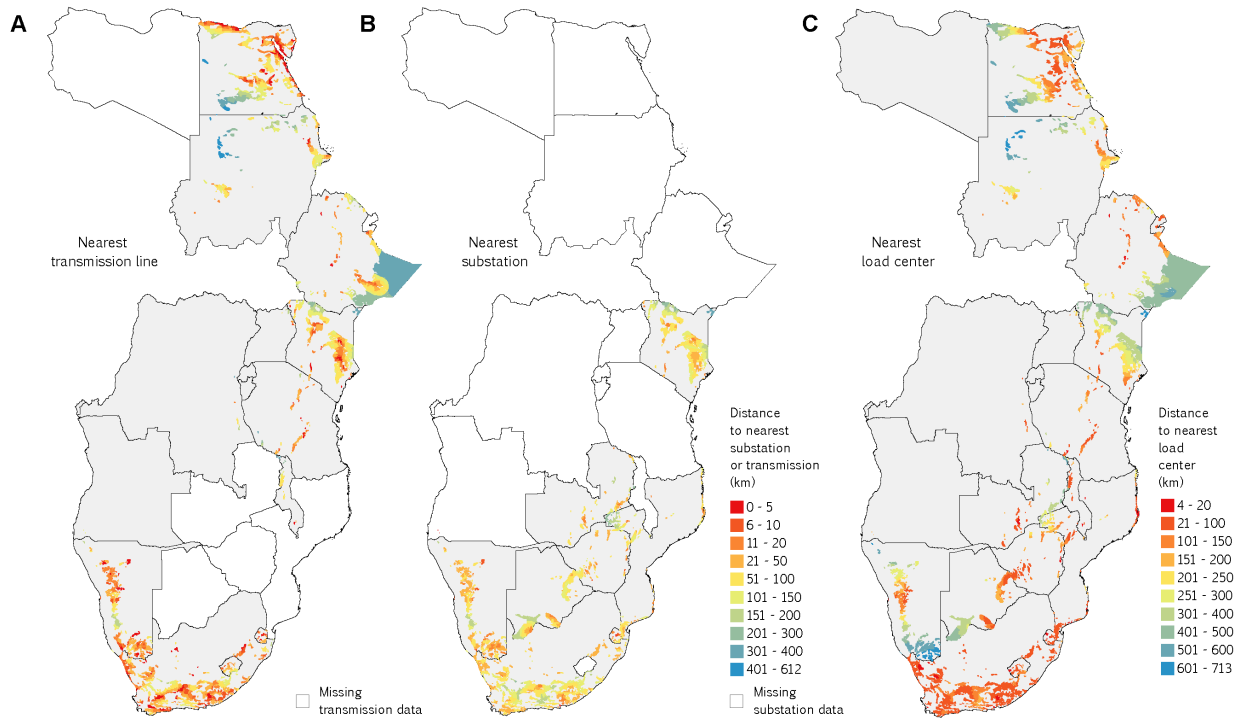 A
B
C
Nearest
transmission line
Nearest
substation
Nearest
load center
Distance
to nearest
substation
or transmission
(km)
0 - 5
6 - 10
11 - 20
21 - 50
51 - 100
101 - 150
151 - 200
201 - 300
301 - 400
401 - 612
Distance
to nearest
load
center
(km)
4 - 20
21 - 100
101 - 150
151 - 200
201 - 250
251 - 300
301 - 400
401 - 500
501 - 600
601 - 713
Missing
transmission data
Missing
substation data